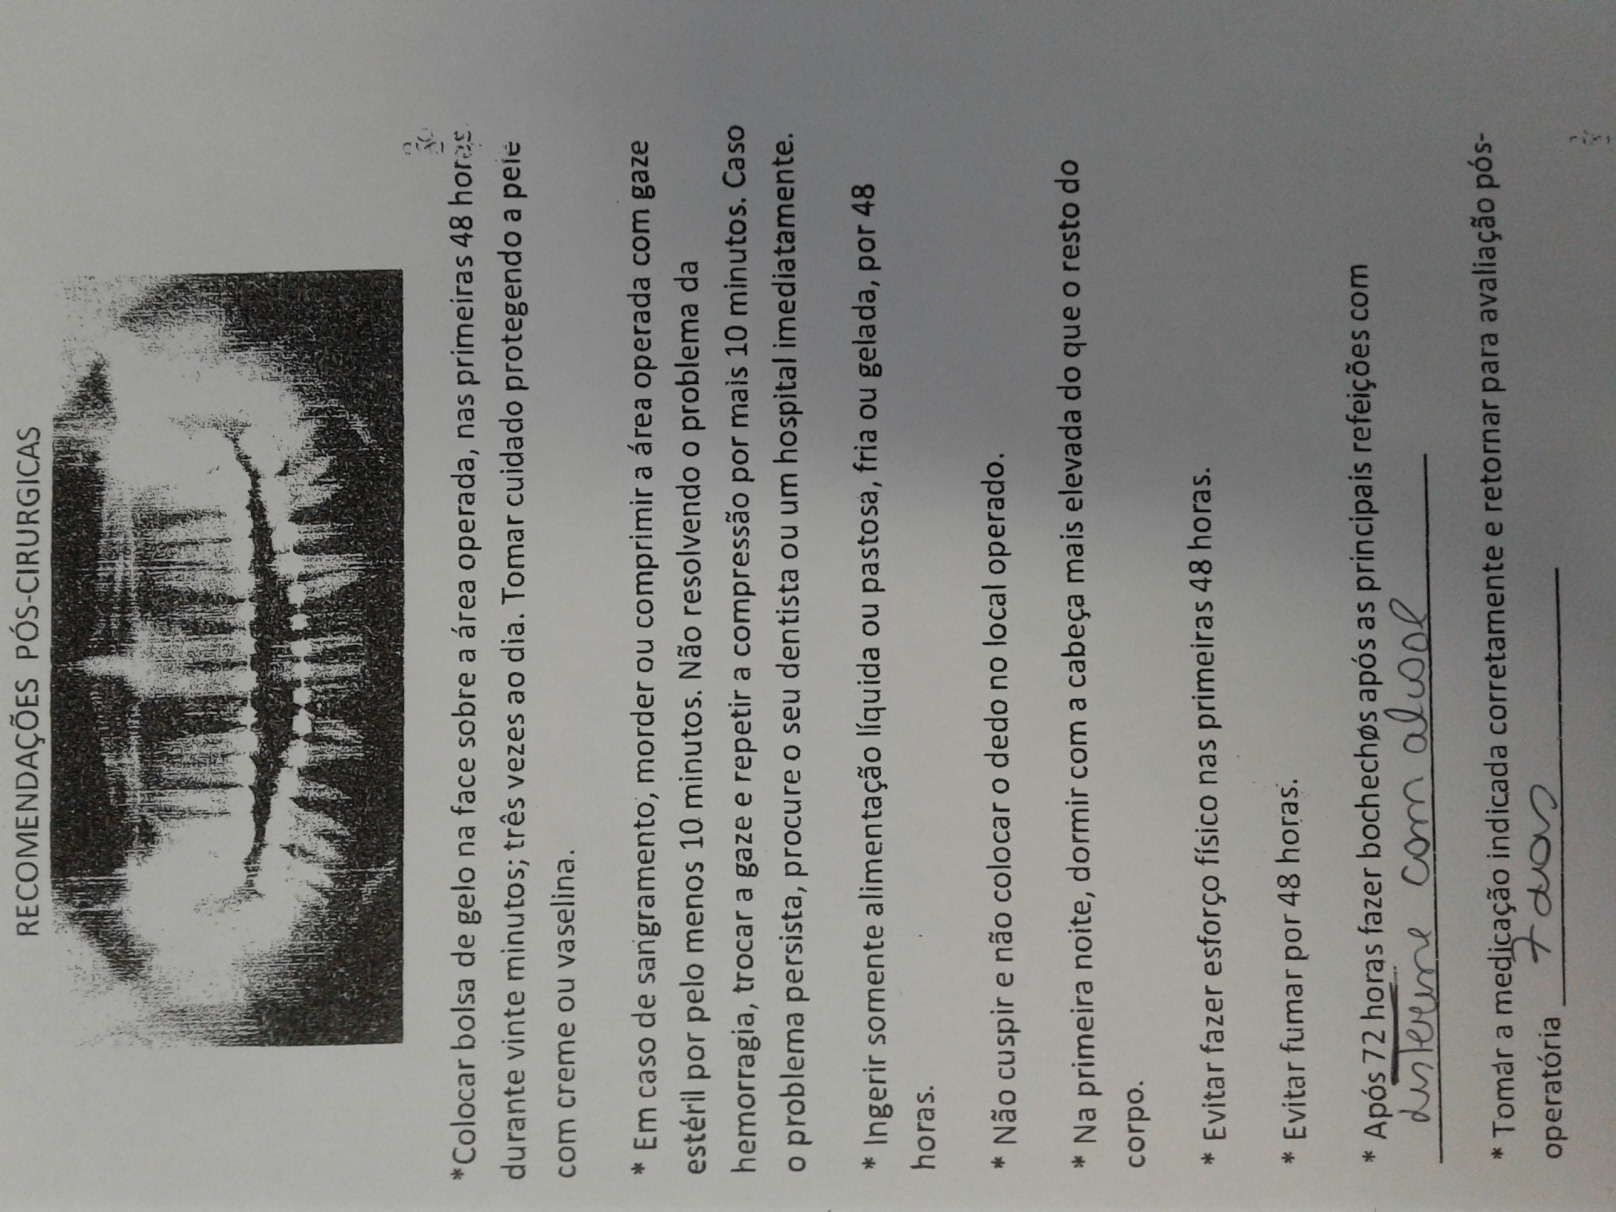 RECOMENDAÇÕES PÓS-CIRURGICAS
*Colocar bolsa de gelo na face sobre a área operada, nas primeiras 48 horas
durante vinte minutos; três vezes ao dia. Tomar cuidado protegendo a pele
com creme ou vaselina.
* Em caso de sangramento, morder ou comprimir a área operada com gaze
estéril por pelo menos 10 minutos. Não resolvendo o problema da
hemorragia, trocar a gaze e repetir a compressão por mais 10 minutos. Caso
o problema persista, procure o seu dentista ou um hospital imediatamente.
* Ingerir somente alimentação líquida ou pastosa, fria ou gelada, por 48
horas.
* Não cuspir e não colocar o dedo no local operado.
* Na primeira noite, dormir com a cabeça mais elevada do que o resto do
corpo.
* Evitar fazer esforço físico nas primeiras 48 horas.
* Evitar fumar por 48 horas.
* Após 72 horas fazer bochechos após as principais refeições com
com alcool
* Tomar a medicação indicada corretamente e retornar para avaliação pós-
operatória 7 dias